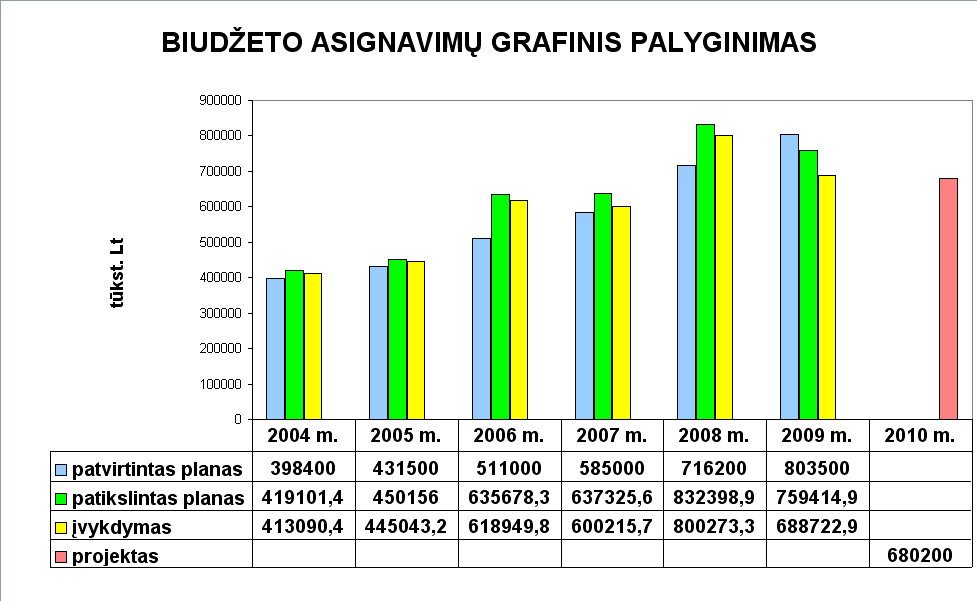 BIUDŽETO ASIGNAVIMŲ GRAFINIS PALYGINIMAS
tūkst. Lt
900000
800000
700000
600000
500000
400000
300000
200000
100000
0
2004 m. 2005 m. 2006 m. 2007 m. 2008 m. 2009 m. 2010 m.
patvirtintas planas 398400 431500 511000 585000 716200 803500
patikslintas planas 419101,4 450156 635678,3 637325,6 832398,9 759414,9
įvykdymas 413090,4 445043,2 618949,8 600215,7 800273,3 688722,9
projektas 680200